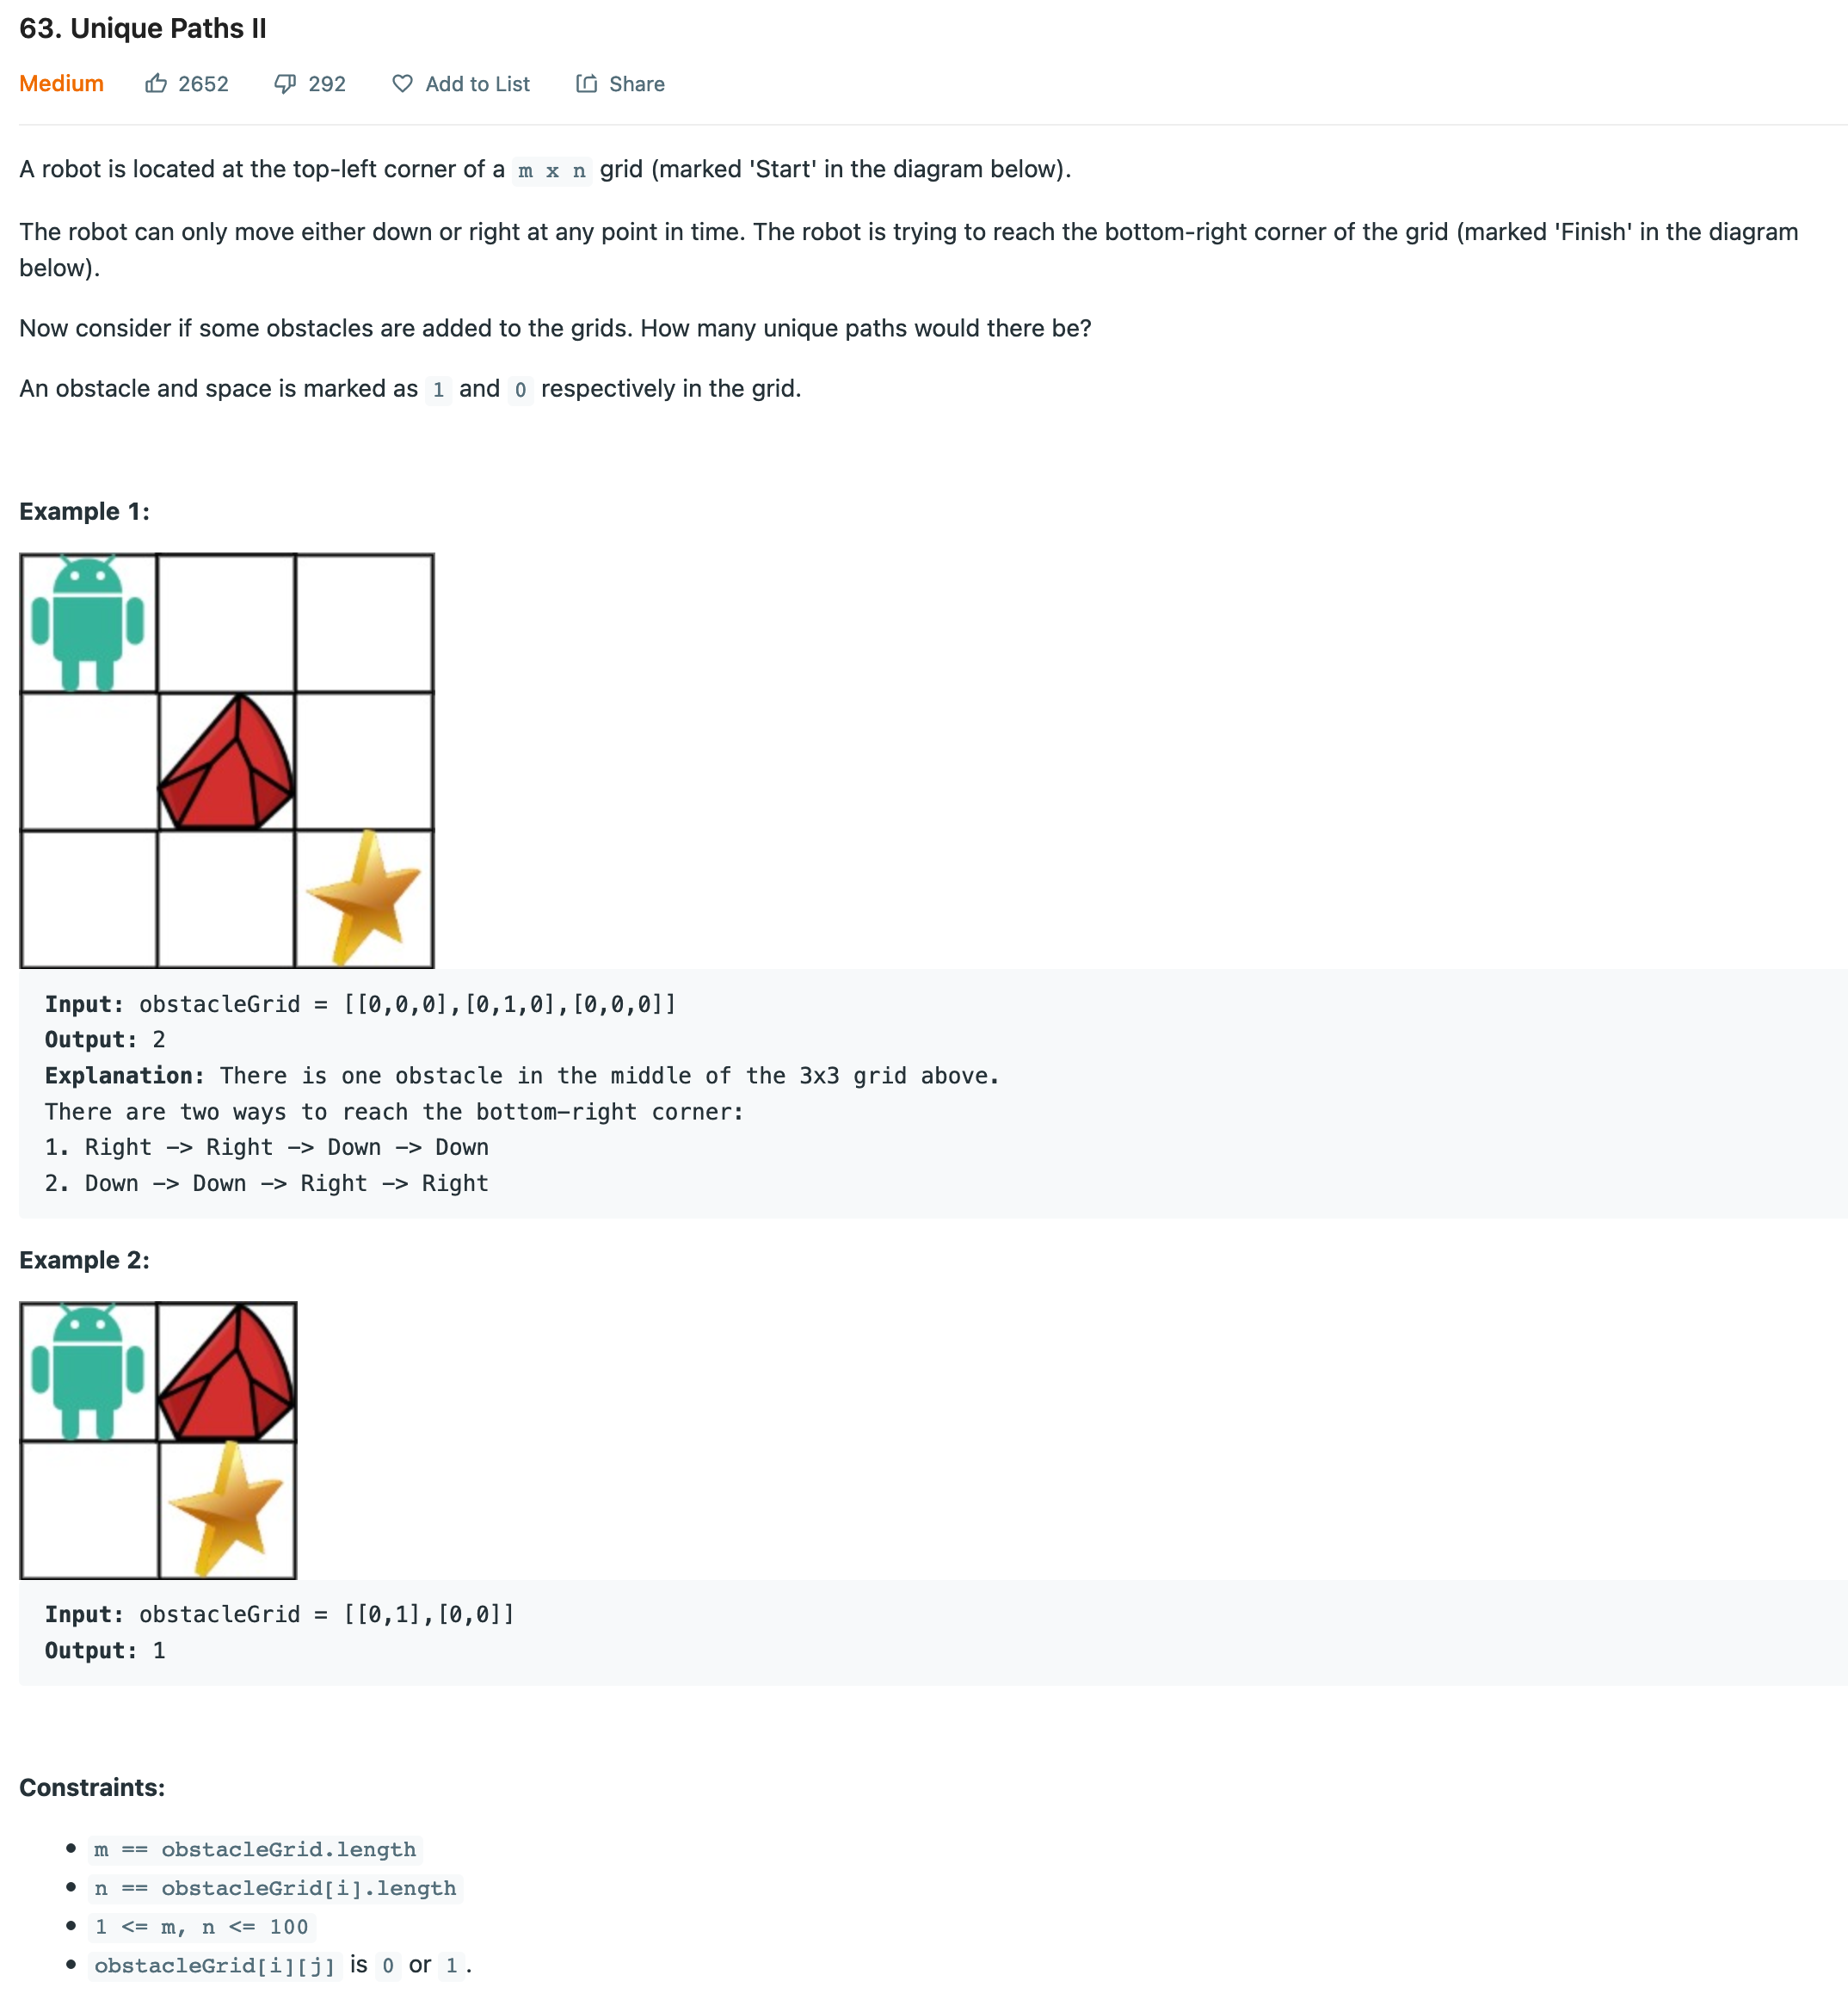 63. Unique Paths II
Medium 2652 292 Add to List Share
A robot is located at the top-left corner of a m x n grid (marked 'Start' in the diagram below).
The robot can only move either down or right at any point in time. The robot is trying to reach the bottom-right corner of the grid (marked 'Finish' in the diagram
below).
Now consider if some obstacles are added to the grids. How many unique paths would there be?
An obstacle and space is marked as 1 and 0 respectively in the grid.
Example 1:
Input: obstacleGrid = [[0,0,0],[0,1,0],[0,0,0]]
Output: 2
Explanation: There is one obstacle in the middle of the 3x3 grid above.
There are two ways to reach the bottom-right corner:
1. Right -> Right -> Down -> Down
2. Down -> Down -> Right -> Right
Example 2:
Input: obstacleGrid = [[0,1],[0,0]]
Output: 1
Constraints:
• m == obstacleGrid.length
• n == obstacleGrid[i].length
• 1 <= m, n <= 100
• obstacleGrid[i][j] is 0 or 1.